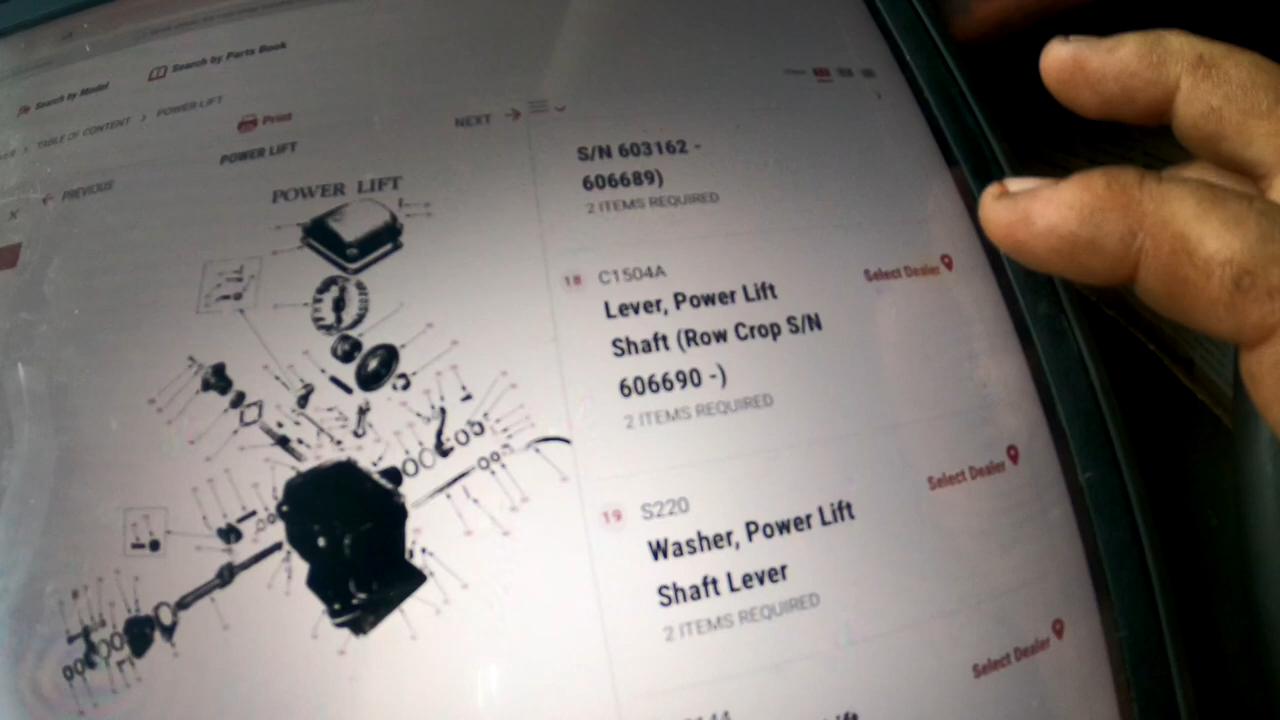 Search by Model
Search by Parts Book
TABLE OF CONTENT > POWER LIFT
Print
NEXT
PREVIOUS
X
POWER LIFT
POWER LIFT
S/N 603162 -
606689)
2 ITEMS REQUIRED
18 C1504A
Select Dealer
Lever, Power Lift
Shaft (Row Crop S/N
606690 -)
2 ITEMS REQUIRED
19 S220
Select Dealer
Washer, Power Lift
Shaft Lever
2 ITEMS REQUIRED
Select Dealer